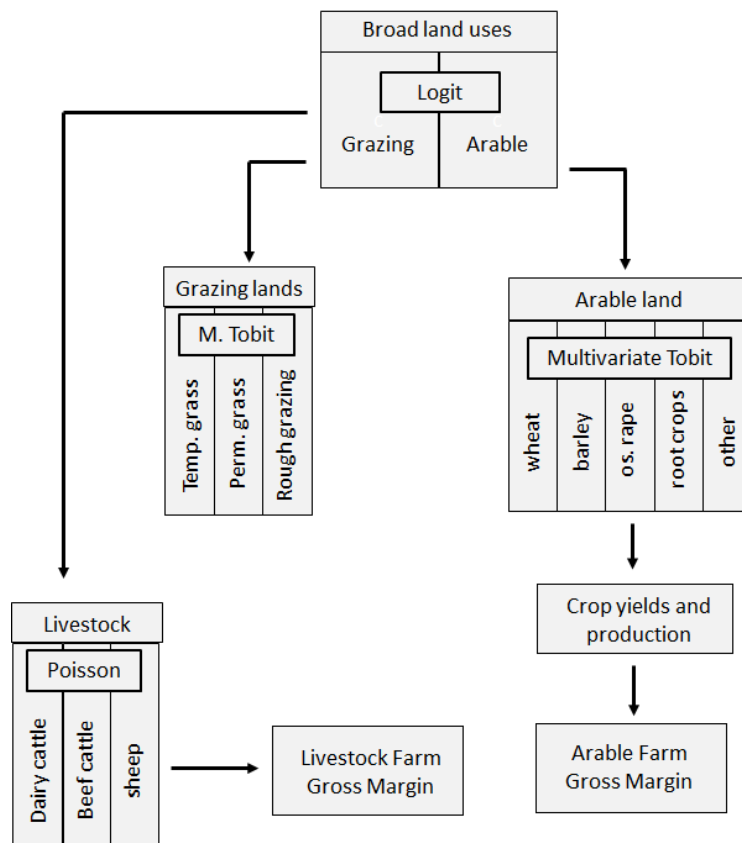 Broad land uses
Logit
Grazing
Arable
Grazing lands
M. Tobit
Temp. grass
Perm. grass
Rough grazing
Arable land
Multivariate Tobit
wheat
barley
os. rape
root crops
other
Crop yields and
production
Livestock
Poisson
Dairy cattle
Beef cattle
sheep
Livestock Farm
Gross Margin
Arable Farm
Gross Margin